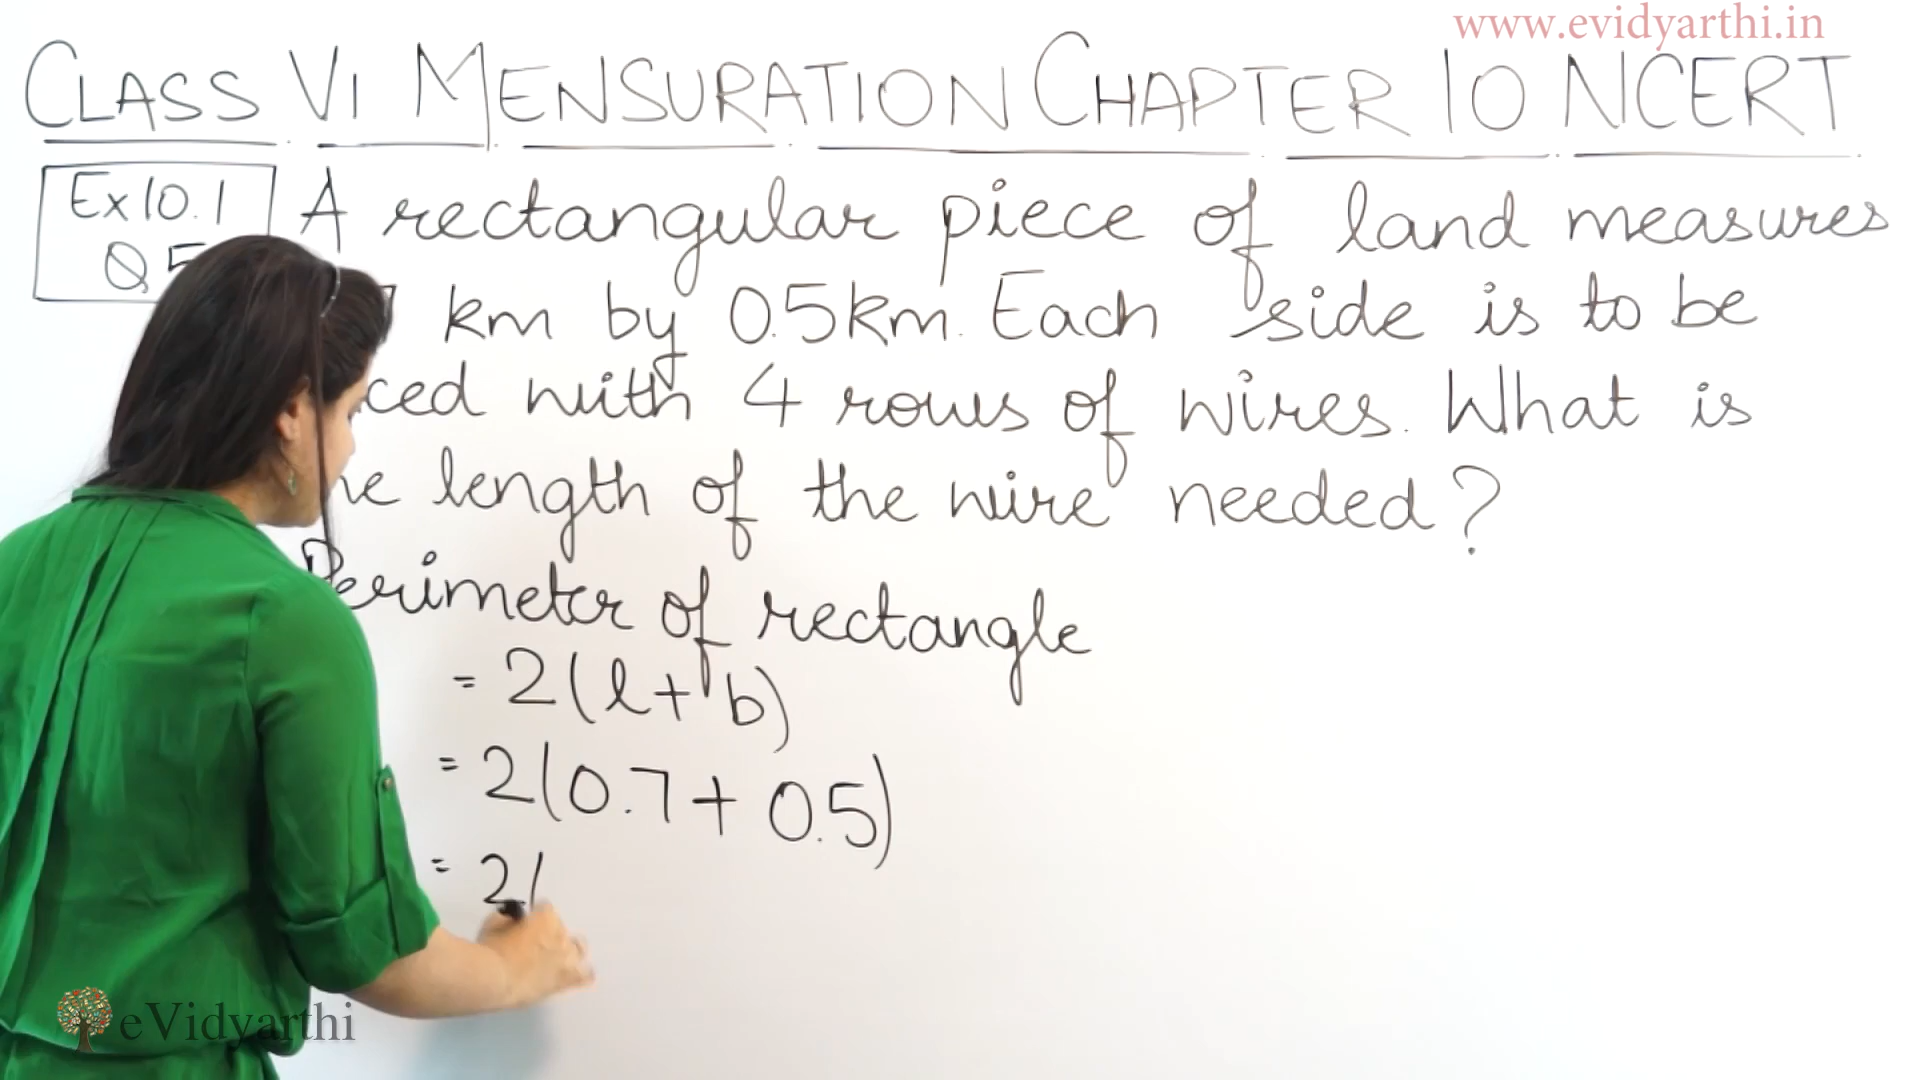 www.evidyarthi.in
CLASS VI MENSURATION CHAPTER 10 NCERT
Ex 10.1
Q 5
A rectangular piece of land measures
km by 0.5km. Each side is to be
with 4 rows of wires. What is
length of the wire needed?
Perimeter of rectangle
= 2(l+b)
= 2(0.7+0.5)
= 2(
eVidyarthi